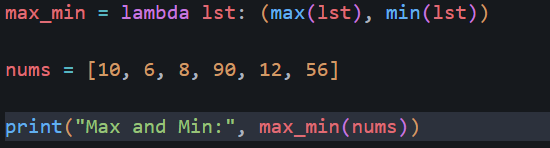 max_min = lambda lst: (max(lst), min(lst))
nums = [10, 6, 8, 90, 12, 56]
print("Max and Min:", max_min(nums))